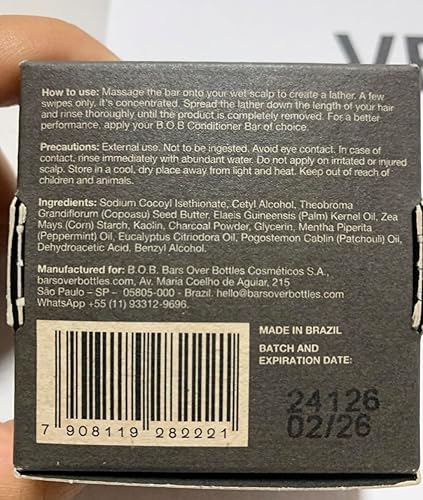 VE
How to use: Massage the bar onto your wet scalp to create a lather. A few
swipes only, it's concentrated. Spread the lather down the length of your hair
and rinse thoroughly until the product is completely removed. For a better
performance, apply your B.O.B Conditioner Bar of choice.
Precautions: External use. Not to be ingested. Avoid eye contact. In case of
contact, rinse immediately with abundant water. Do not apply on irritated or injured
scalp. Store in a cool, dry place away from light and heat. Keep out of reach of
children and animals.
Ingredients: Sodium Cocoyl Isethionate, Cetyl Alcohol, Theobroma
Grandiflorum (Copoasu) Seed Butter, Elaeis Guineensis (Palm) Kernel Oil, Zea
Mays (Corn) Starch, Kaolin, Charcoal Powder, Glycerin, Mentha Piperita
(Peppermint) Oil, Eucalyptus Citriodora Oil, Pogostemon Cablin (Patchouli) Oil,
Dehydroacetic Acid, Benzyl Alcohol.
Manufactured for: B.O.B. Bars Over Bottles Cosméticos S.A.,
barsoverbottles.com, Av. Maria Coelho de Aguiar, 215
São Paulo – SP – 05805-000 - Brazil. hello@barsoverbottles.com
WhatsApp +55 (11) 93312-9696.
MADE IN BRAZIL
BATCH AND
EXPIRATION DATE:
24126
02/26
7 908119 282221